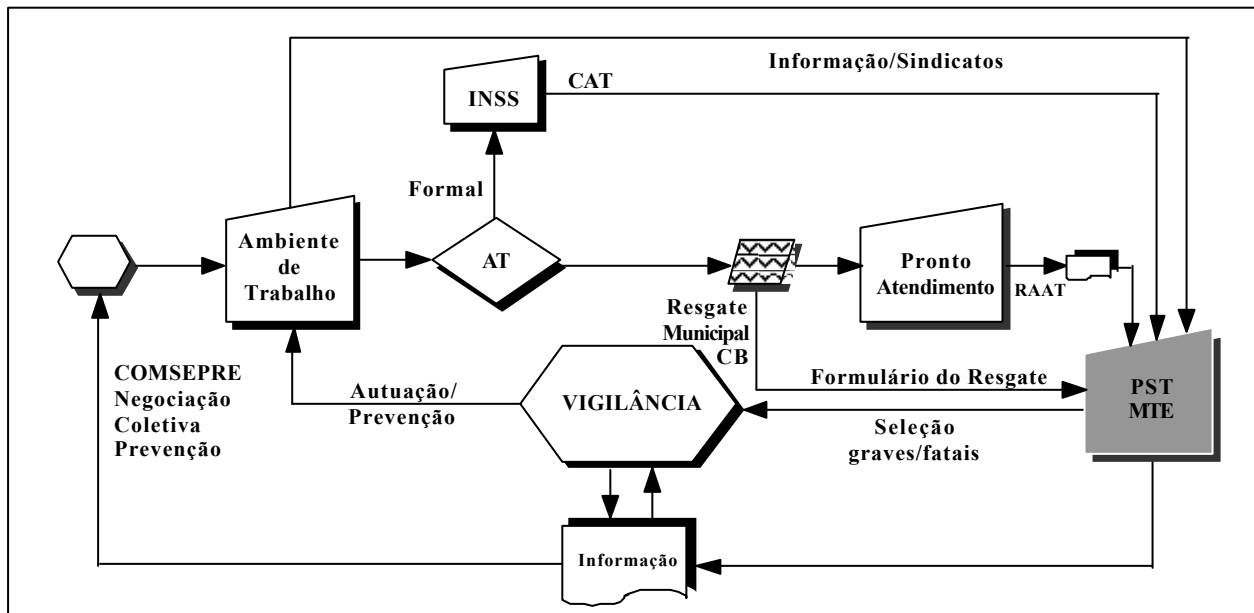 Informação/Sindicatos
CAT
INSS
Formal
Ambiente
de
Trabalho
AT
Pronto
Atendimento
RAAT
Resgate
Municipal
CB
Formulário do Resgate
PST
MTE
COMSEPRE
Negociação
Coletiva
Prevenção
Autuação/
Prevenção
VIGILÂNCIA
Seleção
graves/fatais
Informação